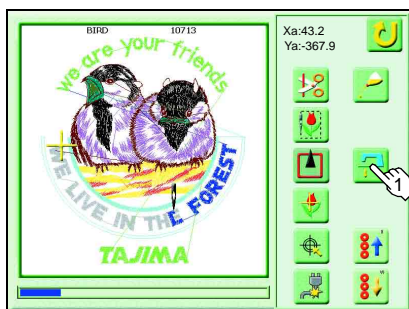 BIRD 10713
Xa:43.2
Ya:-367.9
we are your friends
WE LIVE IN THE L FOREST
TAJIMA
1